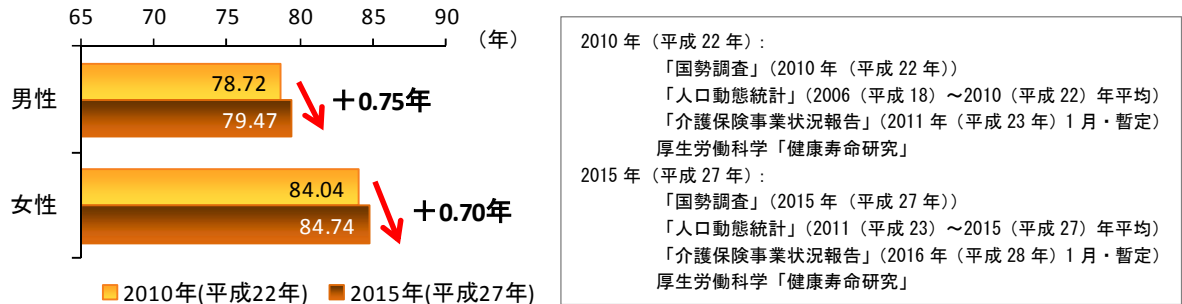 65 70 75 80 85 90
（年）
男性
78.72
79.47
＋0.75年
女性
84.04
84.74
＋0.70年
2010年(平成22年) 2015年(平成27年)
2010 年（平成 22 年）:
「国勢調査」（2010 年（平成 22 年））
「人口動態統計」（2006（平成 18）～2010（平成 22）年平均）
「介護保険事業状況報告」（2011 年（平成 23 年）1 月・暫定）
厚生労働科学「健康寿命研究」
2015 年（平成 27 年）:
「国勢調査」（2015 年（平成 27 年））
「人口動態統計」（2011（平成 23）～2015（平成 27）年平均）
「介護保険事業状況報告」（2016 年（平成 28 年）1 月・暫定）
厚生労働科学「健康寿命研究」